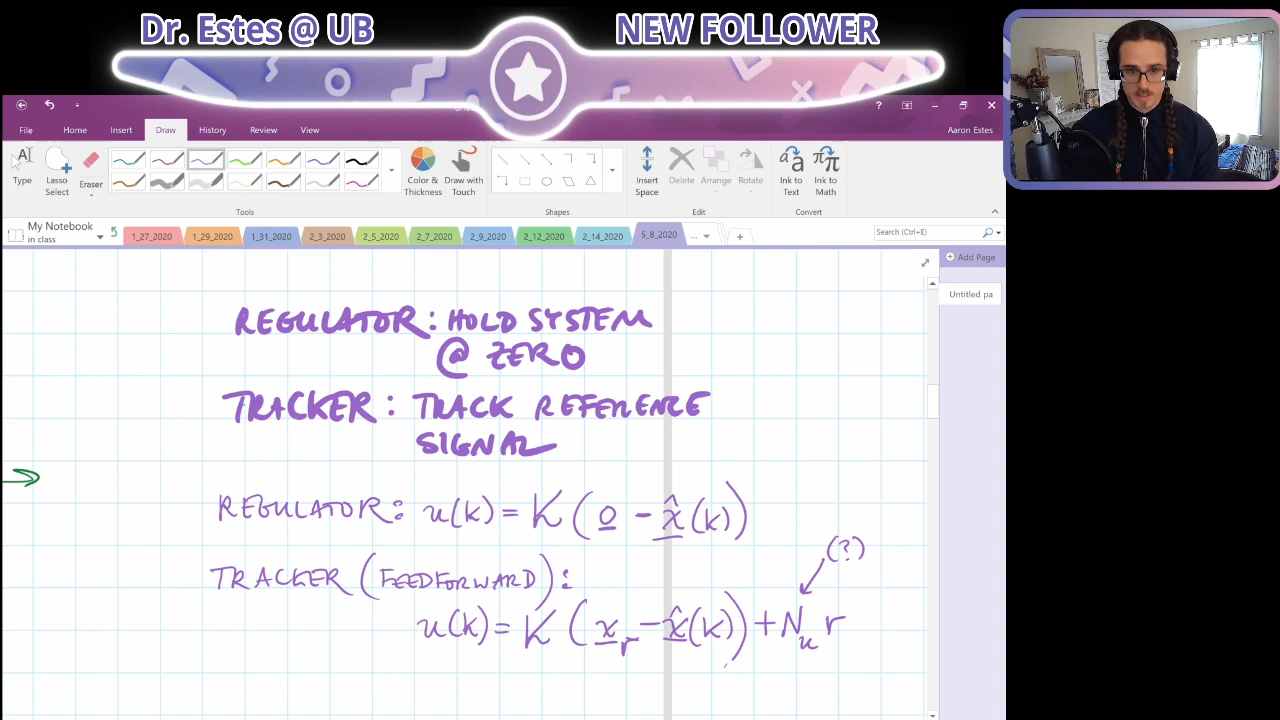 Dr. Estes @ UB
NEW FOLLOWER
Aaron Estes
File Home Insert Draw History Review View
Type
Lasso Select
Eraser
Color & Thickness
Draw with Touch
Insert Space
Delete
Arrange
Rotate
Ink to Text
Ink to Math
Tools
Shapes
Edit
Convert
My Notebook
in class
1_27_2020 1_29_2020 1_31_2020 2_3_2020 2_5_2020 2_7_2020 2_9_2020 2_12_2020 2_14_2020 5_8_2020 ...
Search (Ctrl+E)
Add Page
Untitled pa
REGULATOR: HOLD SYSTEM
@ ZERO
TRACKER: TRACK REFERENCE
SIGNAL
REGULATOR: u(k) = K(0 - x̂(k))
(?)
TRACKER (FEEDFORWARD):
u(k) = K(x_r - x̂(k)) + N_u r